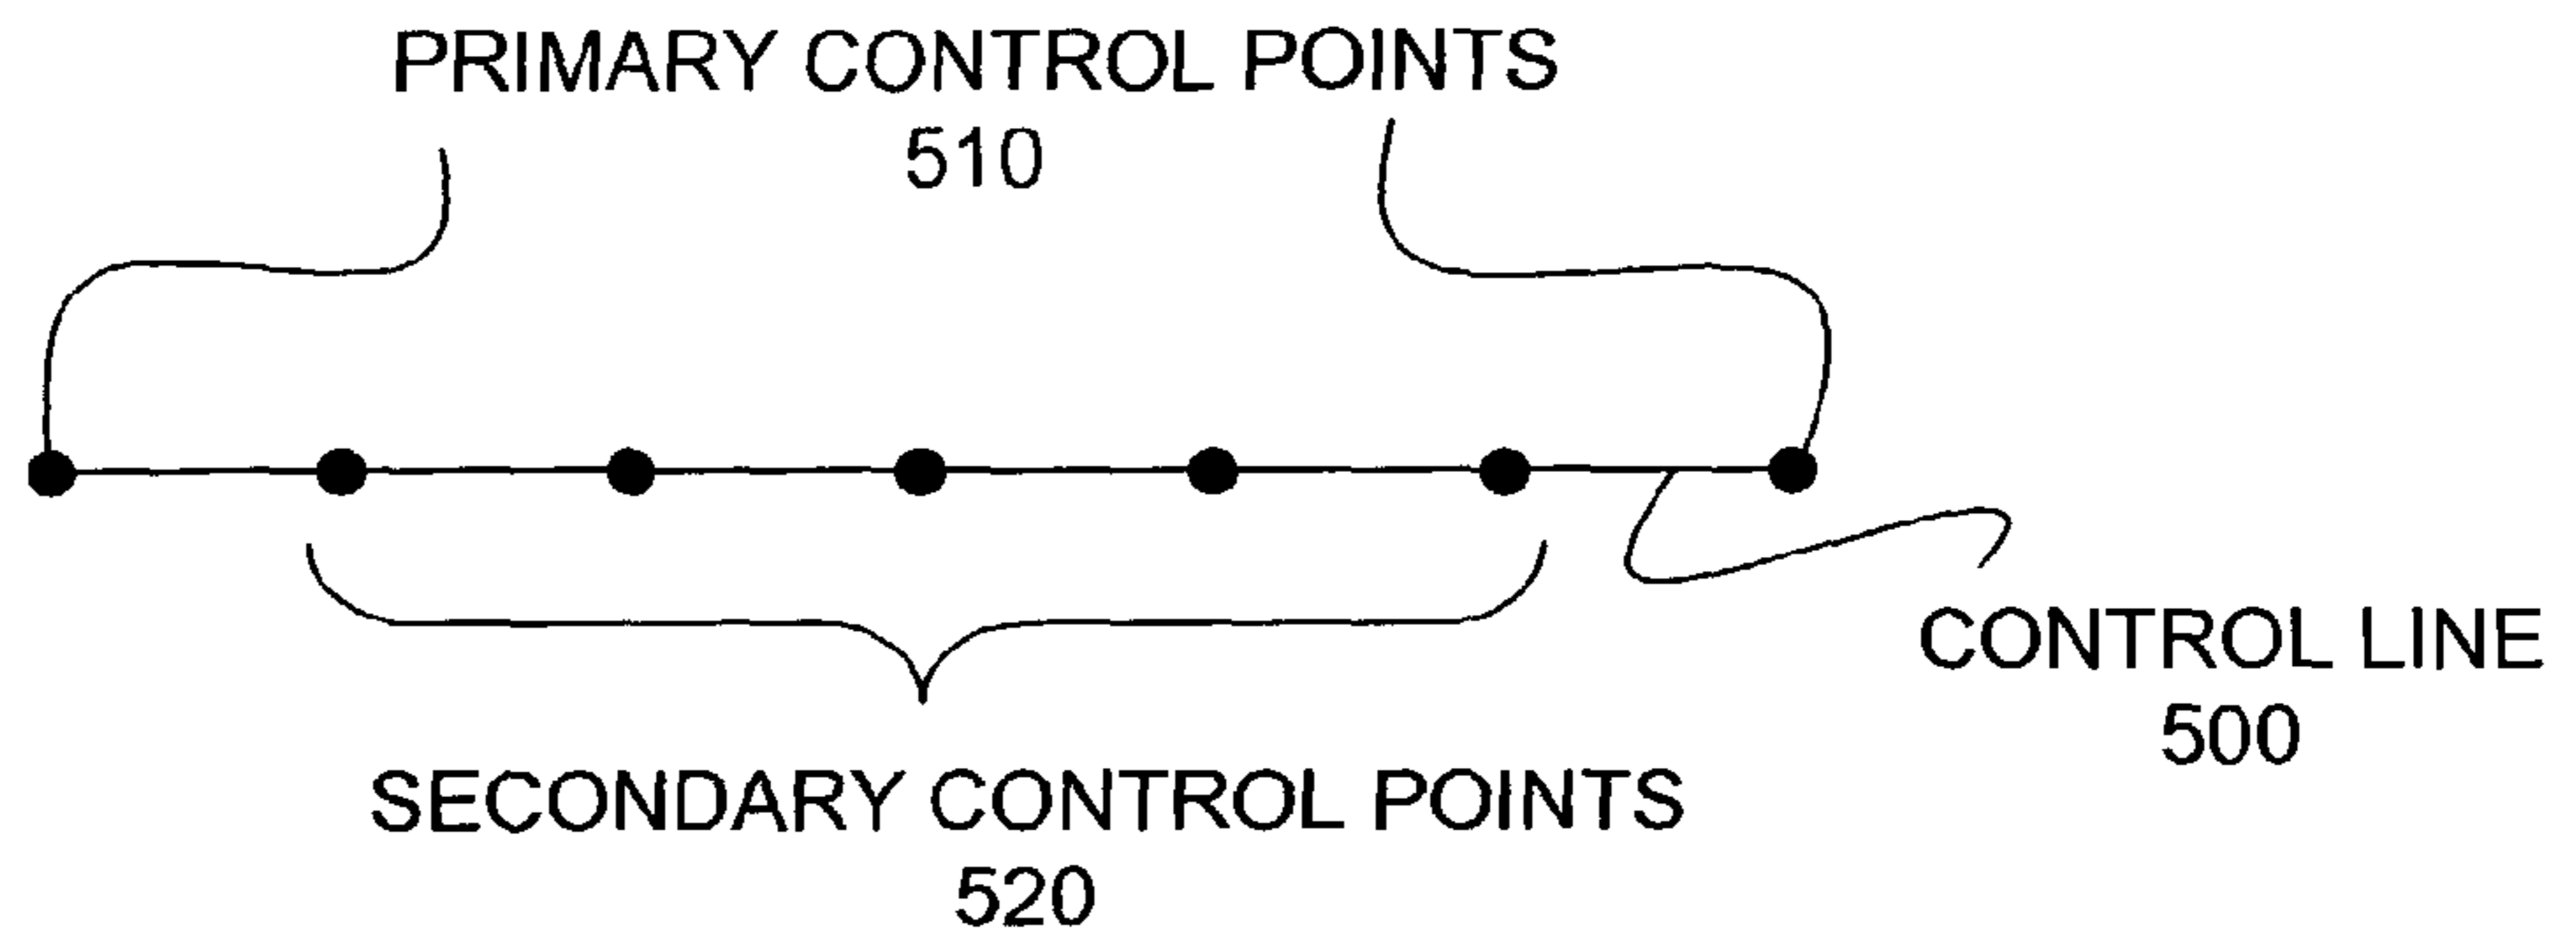 PRIMARY CONTROL POINTS
510
CONTROL LINE
500
SECONDARY CONTROL POINTS
520